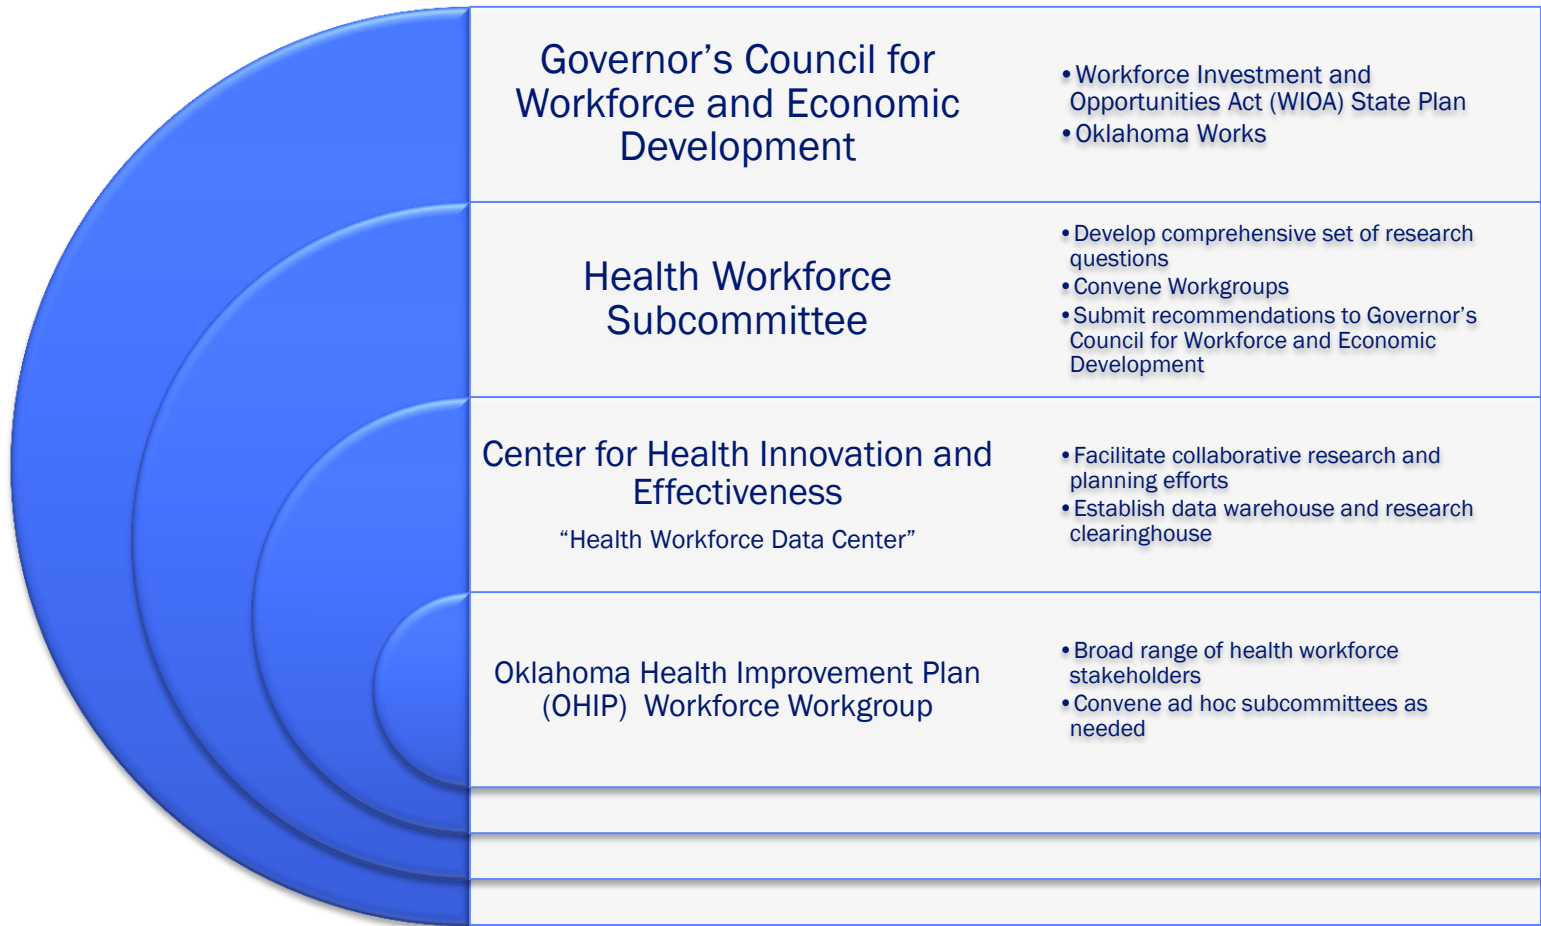 Governor’s Council for
Workforce and Economic
Development
•Workforce Investment and
Opportunities Act (WIOA) State Plan
•Oklahoma Works
Health Workforce
Subcommittee
•Develop comprehensive set of research
questions
•Convene Workgroups
•Submit recommendations to Governor’s
Council for Workforce and Economic
Development
Center for Health Innovation and
Effectiveness
“Health Workforce Data Center”
•Facilitate collaborative research and
planning efforts
•Establish data warehouse and research
clearinghouse
Oklahoma Health Improvement Plan
(OHIP)  Workforce Workgroup
•Broad range of health workforce
stakeholders
•Convene ad hoc subcommittees as
needed